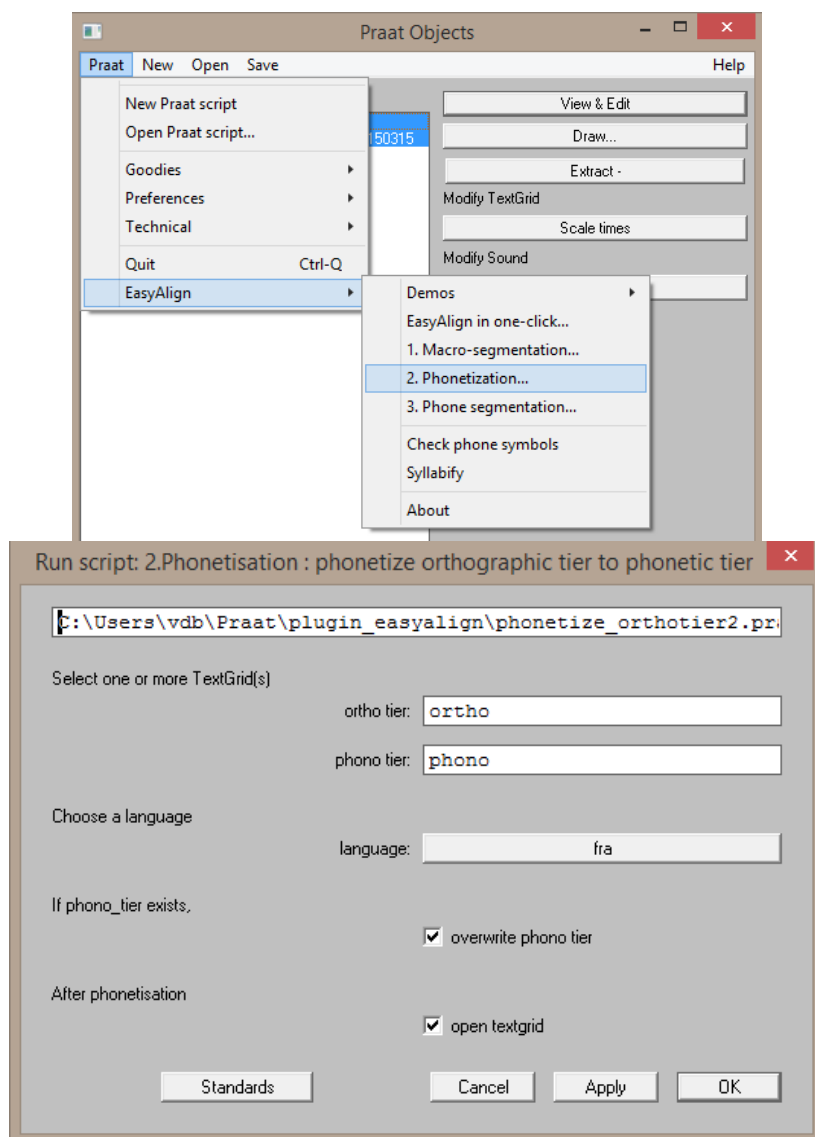 Praat Objects
Praat New Open Save Help
New Praat script
Open Praat script...
Goodies
Preferences
Technical
Quit Ctrl-Q
EasyAlign
150315
View & Edit
Draw...
Extract -
Modify TextGrid
Scale times
Modify Sound
Demos
EasyAlign in one-click...
1. Macro-segmentation...
2. Phonetization...
3. Phone segmentation...
Check phone symbols
Syllabify
About
Run script: 2.Phonetisation : phonetize orthographic tier to phonetic tier
C:\Users\vdb\Praat\plugin_easyalign\phonetize_orthotier2.pra
Select one or more TextGrid(s)
ortho tier: ortho
phono tier: phono
Choose a language
language: fra
If phono_tier exists,
overwrite phono tier
After phonetisation
open textgrid
Standards Cancel Apply OK